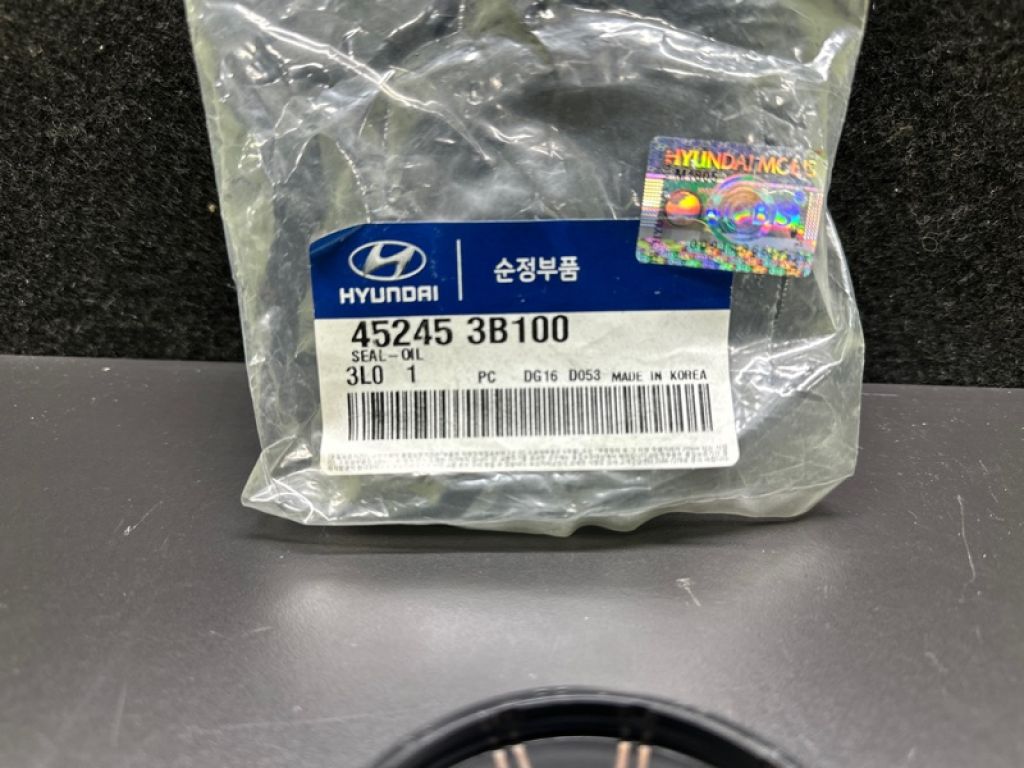 HYUNDAI MOBIS
M180S
HYUNDAI
순정부품
45245 3B100
SEAL-OIL
3L0 1 PC DG16 D053 MADE IN KOREA